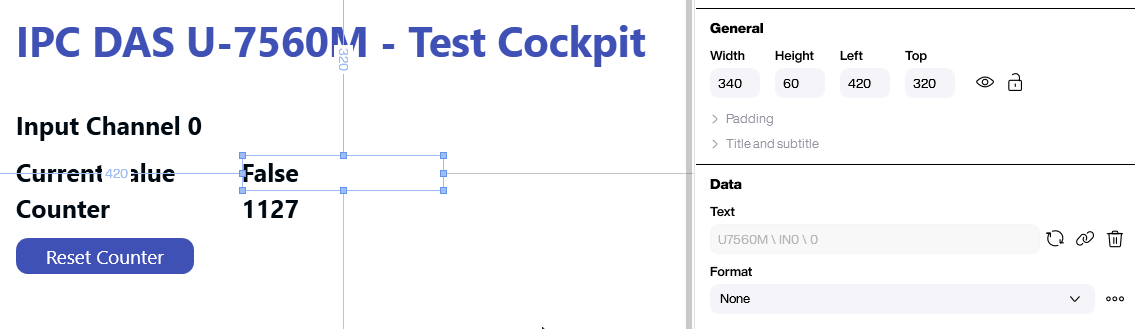 IPC DAS U-7560M - Test Cockpit
320
Input Channel 0
Current alue
420
False
Counter
1127
Reset Counter
General
Width Height Left Top
340 60 420 320
Padding
Title and subtitle
Data
Text
U7560M \ IN0 \ 0
Format
None